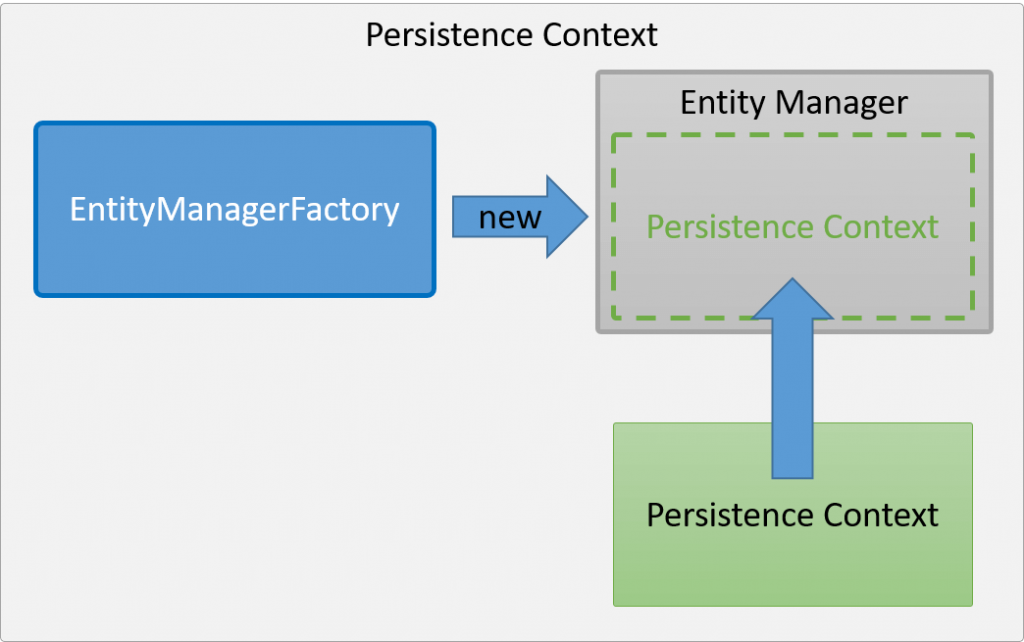 Persistence Context
Entity Manager
EntityManagerFactory
new
Persistence Context
Persistence Context